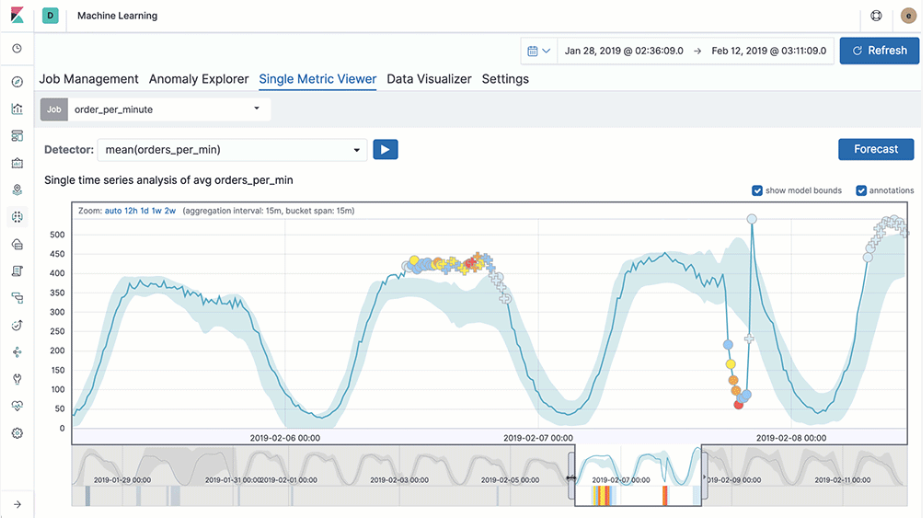 D Machine Learning e
Jan 28, 2019 @ 02:36:09.0 → Feb 12, 2019 @ 03:11:09.0 Refresh
Job Management Anomaly Explorer Single Metric Viewer Data Visualizer Settings
Job order_per_minute
Detector: mean(orders_per_min) Forecast
Single time series analysis of avg orders_per_min
show model bounds annotations
Zoom: auto 12h 1d 1w 2w (aggregation interval: 15m, bucket span: 15m)
500
450
400
350
300
250
200
150
100
50
0
2019-02-06 00:00 2019-02-07 00:00 2019-02-08 00:00
2019-01-29 00:00 2019-01-31 00:00 2019-02-01 00:00 2019-02-03 00:00 2019-02-05 00:00 2019-02-07 00:00 2019-02-09 00:00 2019-02-11 00:00